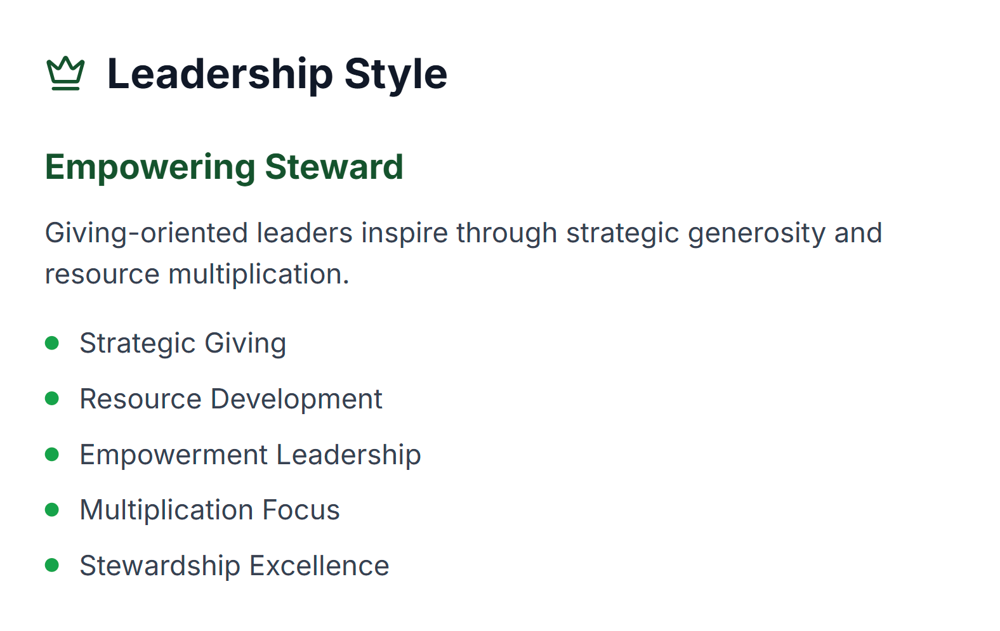 Leadership Style
Empowering Steward
Giving-oriented leaders inspire through strategic generosity and
resource multiplication.
Strategic Giving
Resource Development
Empowerment Leadership
Multiplication Focus
Stewardship Excellence